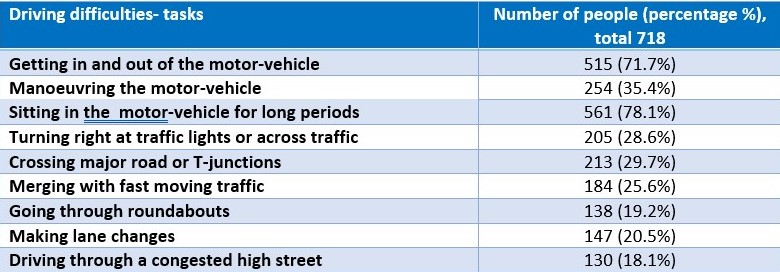 Driving difficulties- tasks Number of people (percentage %),
total 718
Getting in and out of the motor-vehicle 515 (71.7%)
Manoeuvring the motor-vehicle 254 (35.4%)
Sitting in the motor-vehicle for long periods 561 (78.1%)
Turning right at traffic lights or across traffic 205 (28.6%)
Crossing major road or T-junctions 213 (29.7%)
Merging with fast moving traffic 184 (25.6%)
Going through roundabouts 138 (19.2%)
Making lane changes 147 (20.5%)
Driving through a congested high street 130 (18.1%)